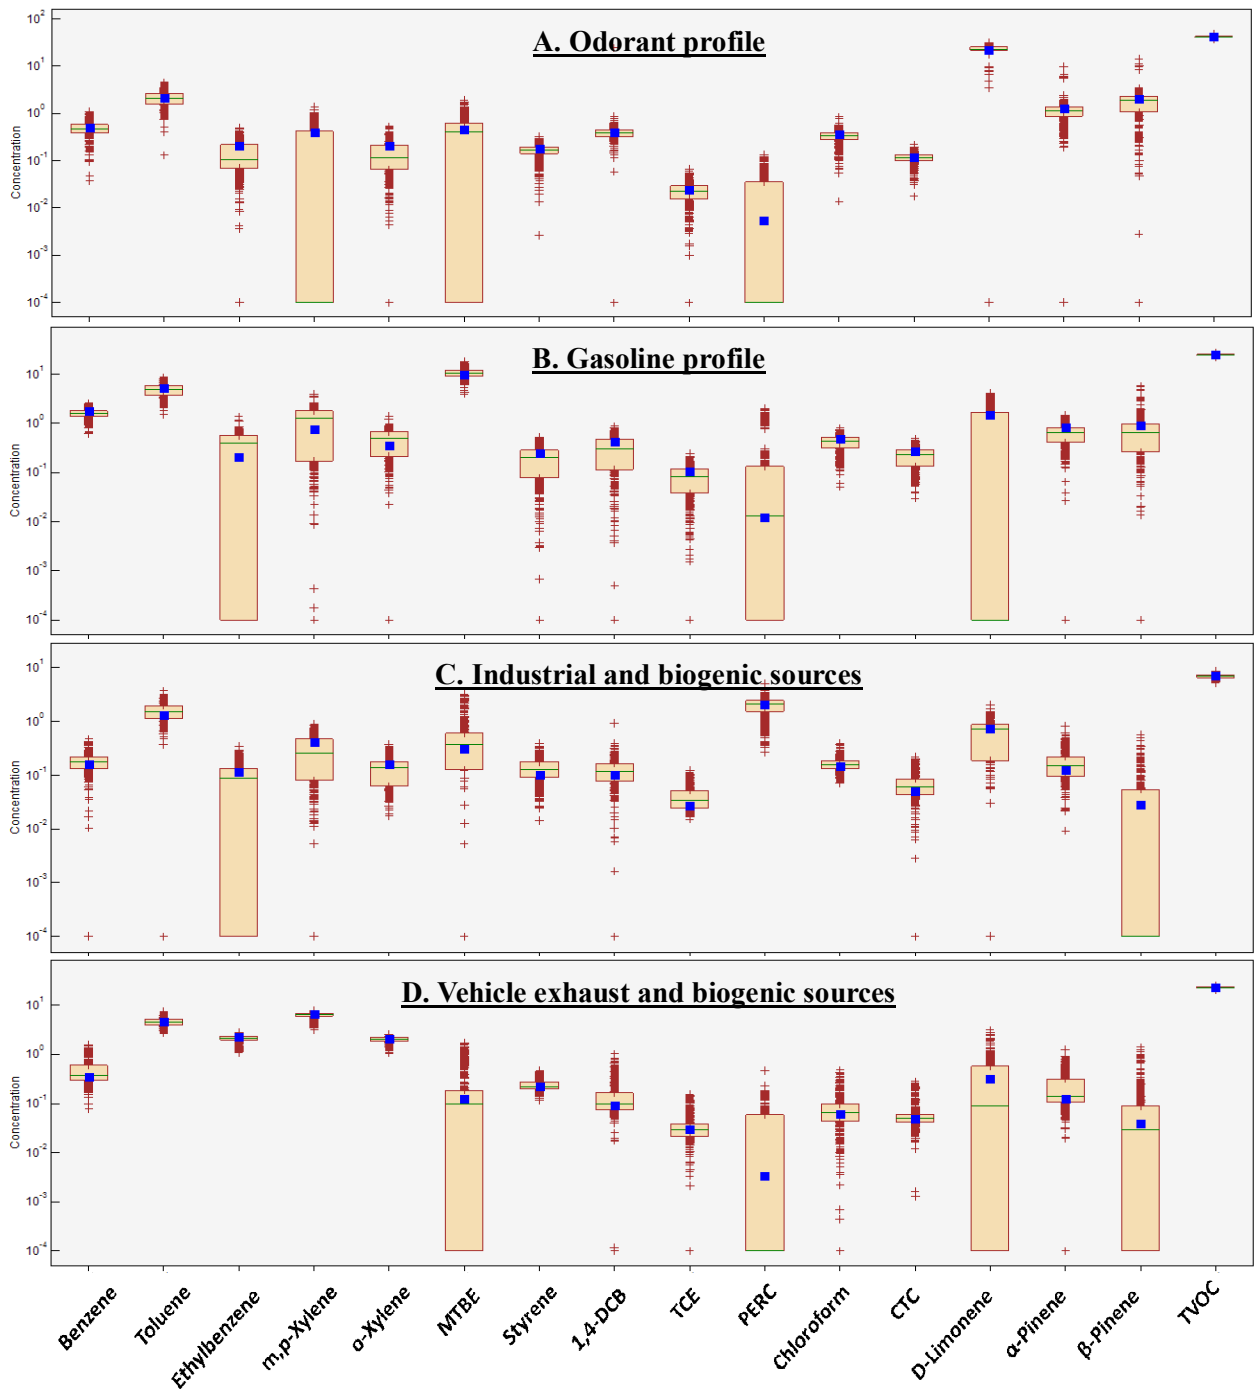 A. Odorant profile
Concentration
10²
10¹
10⁰
10⁻¹
10⁻²
10⁻³
10⁻⁴
B. Gasoline profile
Concentration
10¹
10⁰
10⁻¹
10⁻²
10⁻³
10⁻⁴
C. Industrial and biogenic sources
Concentration
10¹
10⁰
10⁻¹
10⁻²
10⁻³
10⁻⁴
D. Vehicle exhaust and biogenic sources
Concentration
10¹
10⁰
10⁻¹
10⁻²
10⁻³
10⁻⁴
Benzene
Toluene
Ethylbenzene
m,p-Xylene
o-Xylene
MTBE
Styrene
1,4-DCB
TCE
PERC
Chloroform
CTC
D-Limonene
α-Pinene
β-Pinene
TVOC